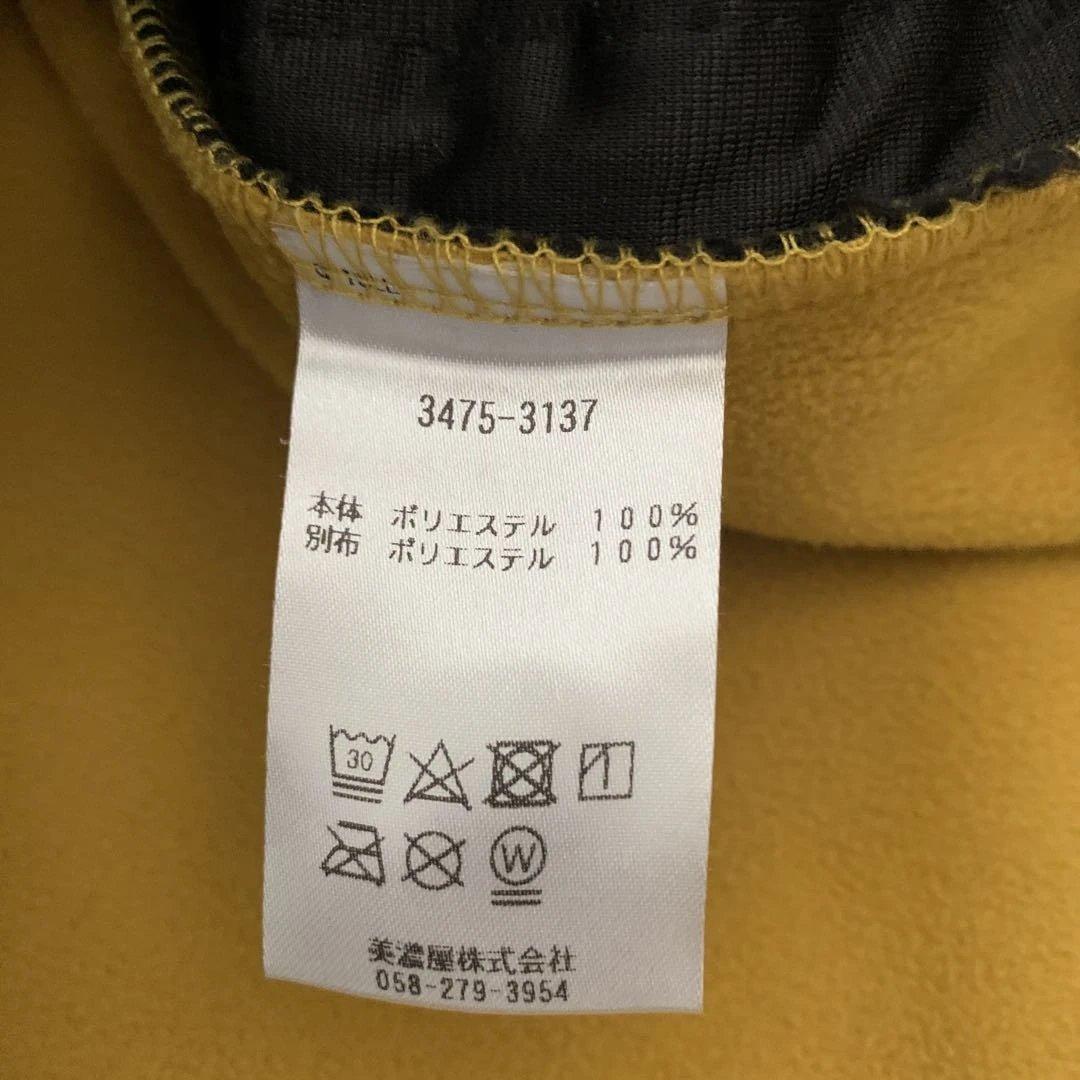 3475-3137
本体 ポリエステル 100%
別布 ポリエステル 100%
30
W
美濃屋株式会社
058-279-3954